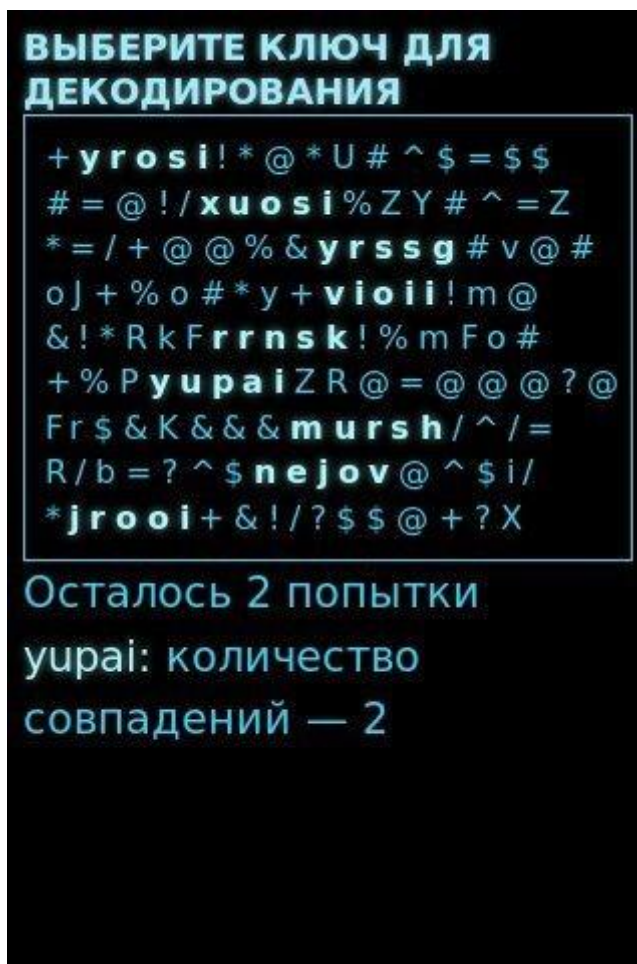 ВЫБЕРИТЕ КЛЮЧ ДЛЯ
ДЕКОДИРОВАНИЯ
+yrosi!*@*U#^$=$$
#=@!/xuosi%ZY#^=Z
*=/+@@%&yrssg#v@#
oJ+%o#*y+vioii!m@
&!*RkFrrnsk!%mFo#
+%PyupaiZR@=@@@?@
Fr$&K&&&mursh/^/=
R/b=?^$nejov@^$i/
*jrooi+&!/?$$@+?X
Осталось 2 попытки
yupai: количество
совпадений — 2